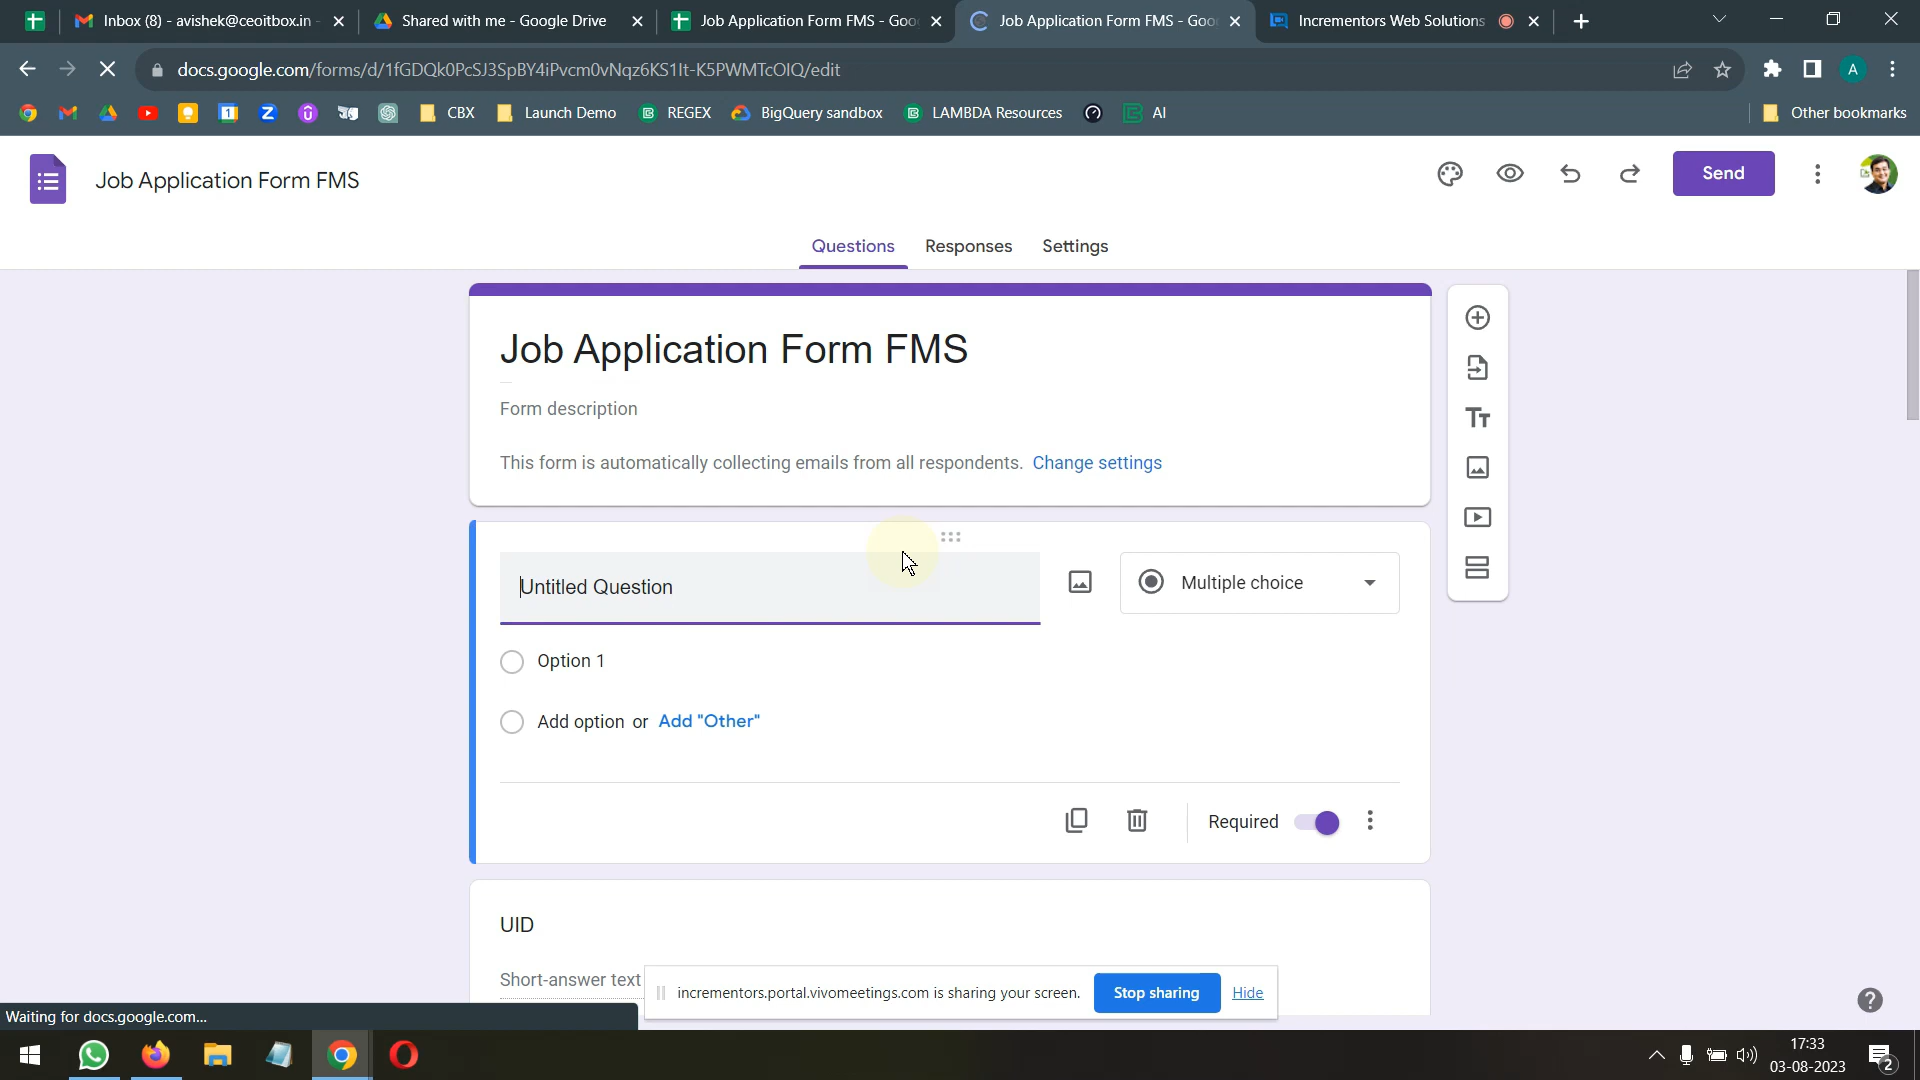 Inbox (8) - avishek@ceoitbox.in -
Shared with me - Google Drive
Job Application Form FMS - Goo
Job Application Form FMS - Goo
Incrementors Web Solutions
docs.google.com/forms/d/1fGDQk0PcSJ3SpBY4iPvcm0vNqz6KS1It-K5PWMTcOIQ/edit
A
1
Z
CBX
Launch Demo
REGEX
BigQuery sandbox
LAMBDA Resources
AI
Other bookmarks
Job Application Form FMS
Send
Questions
Responses
Settings
Job Application Form FMS
Form description
This form is automatically collecting emails from all respondents. Change settings
Tт
Untitled Question
Multiple choice
Option 1
Add option or Add "Other"
Required
UID
Short-answer text
incrementors.portal.vivomeetings.com is sharing your screen.
Stop sharing
Hide
Waiting for docs.google.com...
17:33
03-08-2023
2